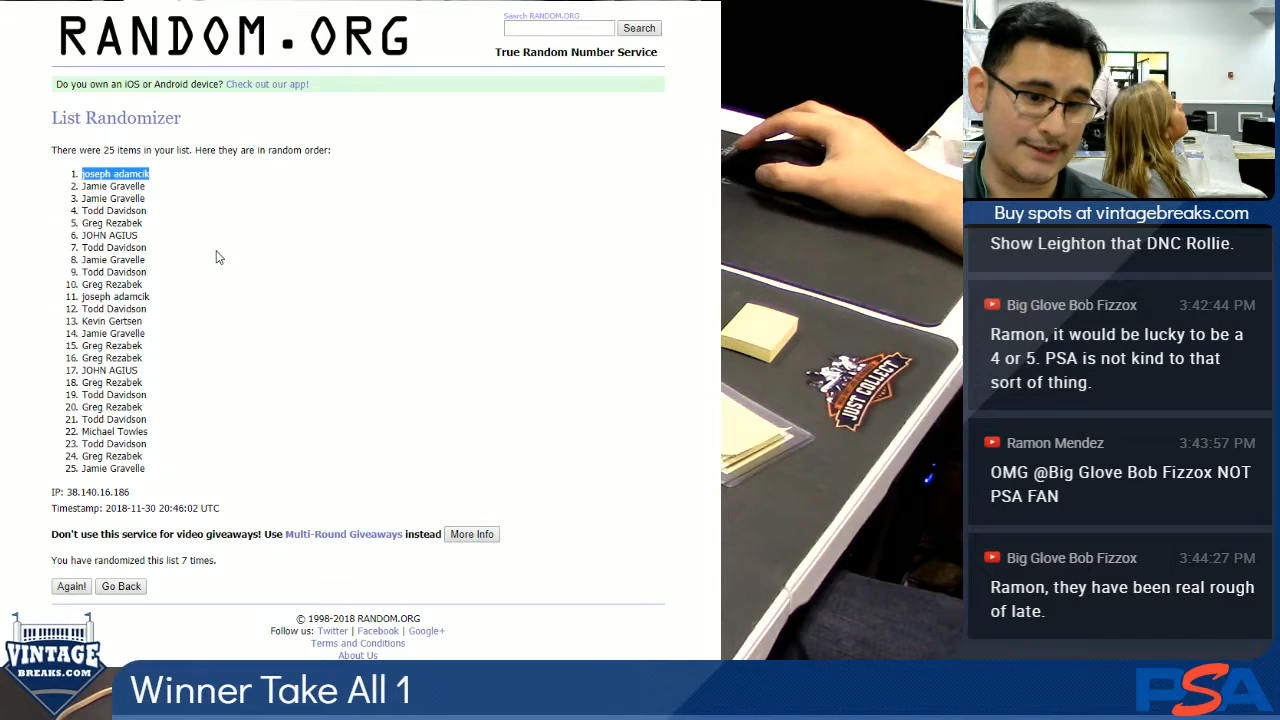 RANDOM.ORG
Search RANDOM.ORG
Search
True Random Number Service
Do you own an iOS or Android device? Check out our app!
List Randomizer
There were 25 items in your list. Here they are in random order:
1. joseph adamcik
2. Jamie Gravelle
3. Jamie Gravelle
4. Todd Davidson
5. Greg Rezabek
6. JOHN AGIUS
7. Todd Davidson
8. Jamie Gravelle
9. Todd Davidson
10. Greg Rezabek
11. joseph adamcik
12. Todd Davidson
13. Kevin Gertsen
14. Jamie Gravelle
15. Greg Rezabek
16. Greg Rezabek
17. JOHN AGIUS
18. Greg Rezabek
19. Todd Davidson
20. Greg Rezabek
21. Todd Davidson
22. Michael Towles
23. Todd Davidson
24. Greg Rezabek
25. Jamie Gravelle
IP: 38.140.16.186
Timestamp: 2018-11-30 20:46:02 UTC
Don't use this service for video giveaways! Use Multi-Round Giveaways instead More Info
You have randomized this list 7 times.
Again! Go Back
© 1998-2018 RANDOM.ORG
Follow us: Twitter | Facebook | Google+
Terms and Conditions
About Us
JUST COLLECT
Buy spots at vintagebreaks.com
Show Leighton that DNC Rollie.
Big Glove Bob Fizzox 3:42:44 PM
Ramon, it would be lucky to be a
4 or 5. PSA is not kind to that
sort of thing.
Ramon Mendez 3:43:57 PM
OMG @Big Glove Bob Fizzox NOT
PSA FAN
Big Glove Bob Fizzox 3:44:27 PM
Ramon, they have been real rough
of late.
VINTAGE
BREAKS.COM
Winner Take All 1
PSA